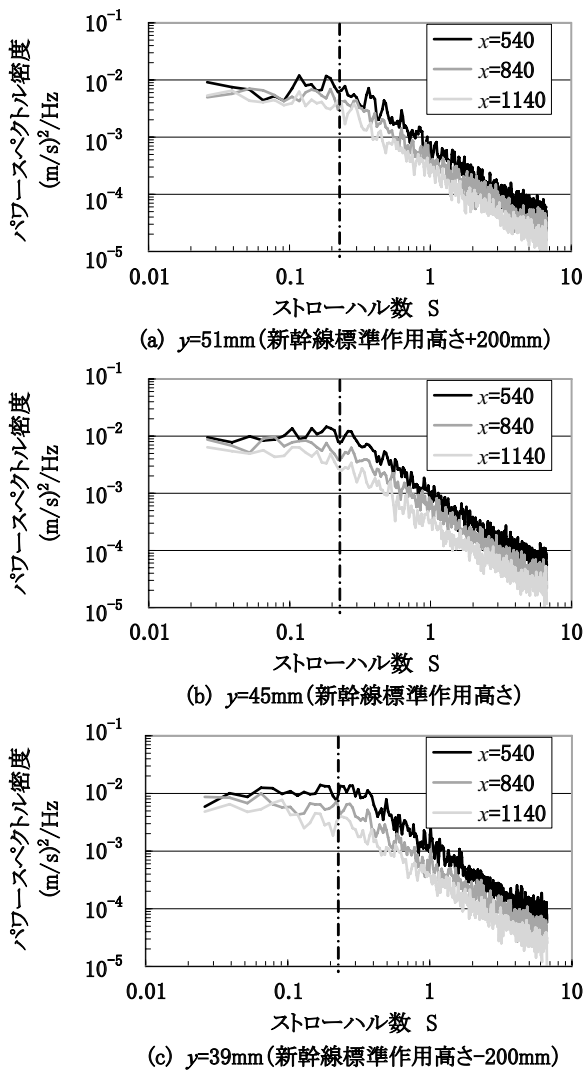 パワースペクトル密度
(m/s)²/Hz
10⁻¹
10⁻²
10⁻³
10⁻⁴
10⁻⁵
x=540
x=840
x=1140
0.01 0.1 1 10
ストローハル数 S
(a) y=51mm(新幹線標準作用高さ+200mm)
パワースペクトル密度
(m/s)²/Hz
10⁻¹
10⁻²
10⁻³
10⁻⁴
10⁻⁵
x=540
x=840
x=1140
0.01 0.1 1 10
ストローハル数 S
(b) y=45mm(新幹線標準作用高さ)
パワースペクトル密度
(m/s)²/Hz
10⁻¹
10⁻²
10⁻³
10⁻⁴
10⁻⁵
x=540
x=840
x=1140
0.01 0.1 1 10
ストローハル数 S
(c) y=39mm(新幹線標準作用高さ−200mm)